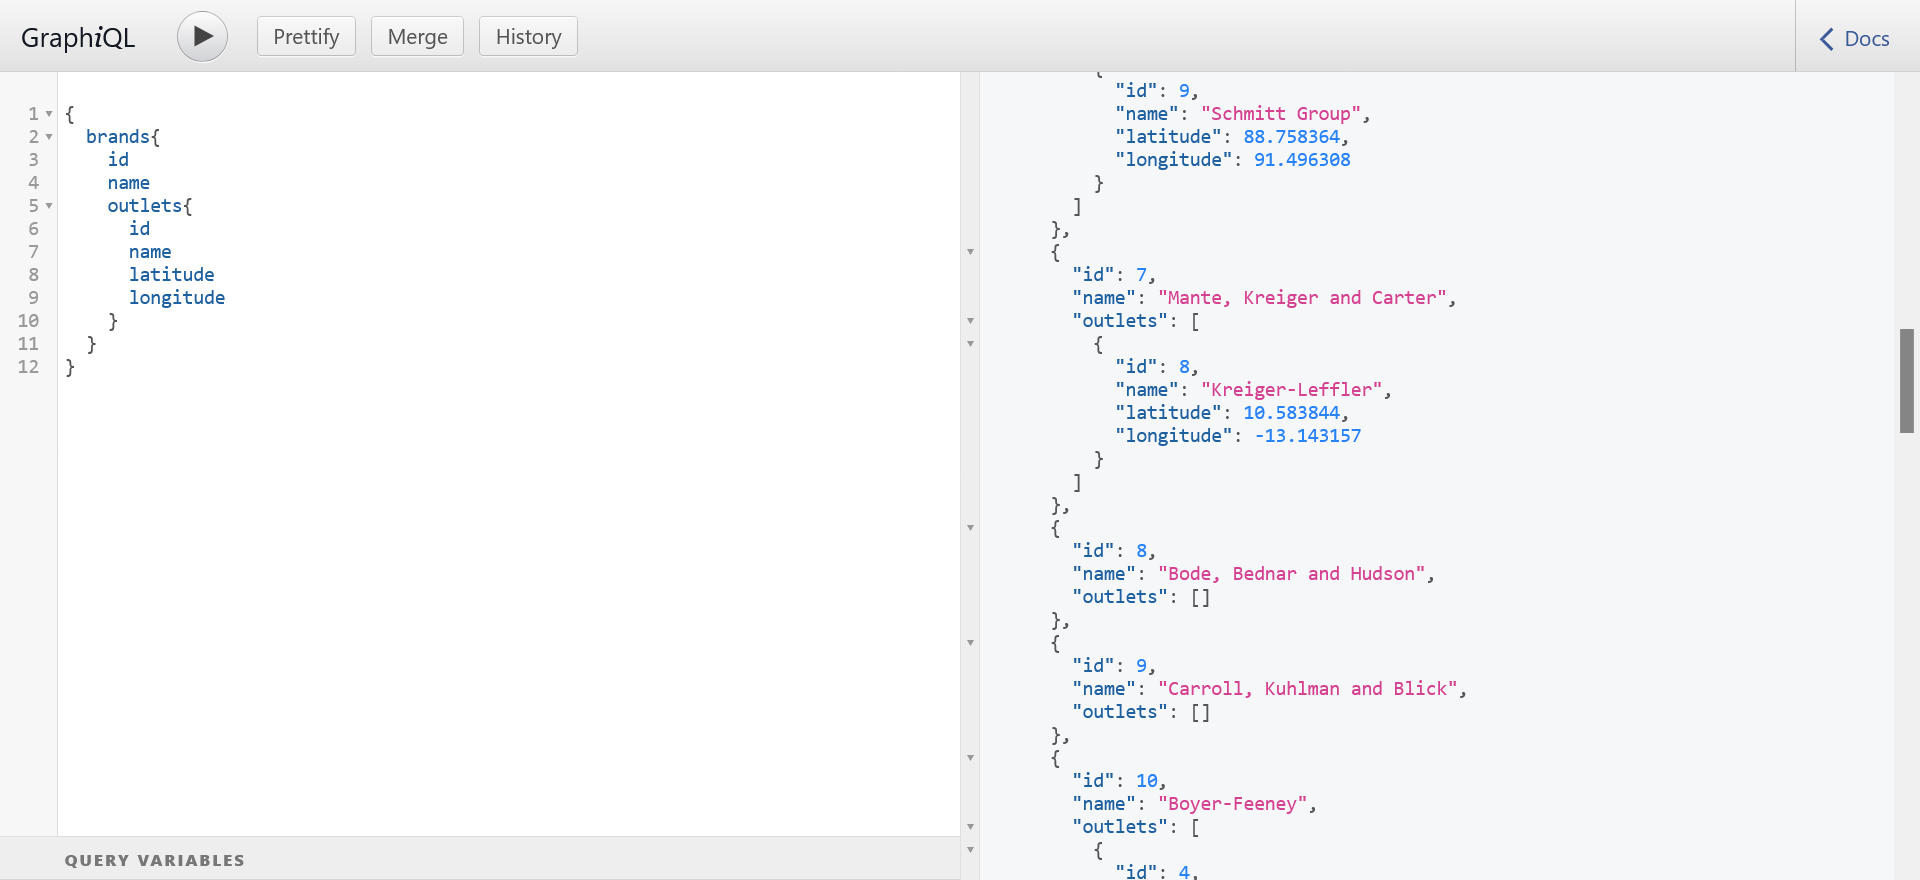 GraphiQL
Prettify
Merge
History
Docs
1 {
2 brands{
3 id
4 name
5 outlets{
6 id
7 name
8 latitude
9 longitude
10 }
11 }
12 }
QUERY VARIABLES
{
"id": 9,
"name": "Schmitt Group",
"latitude": 88.758364,
"longitude": 91.496308
}
]
},
{
"id": 7,
"name": "Mante, Kreiger and Carter",
"outlets": [
{
"id": 8,
"name": "Kreiger-Leffler",
"latitude": 10.583844,
"longitude": -13.143157
}
]
},
{
"id": 8,
"name": "Bode, Bednar and Hudson",
"outlets": []
},
{
"id": 9,
"name": "Carroll, Kuhlman and Blick",
"outlets": []
},
{
"id": 10,
"name": "Boyer-Feeney",
"outlets": [
{
"id": 4,